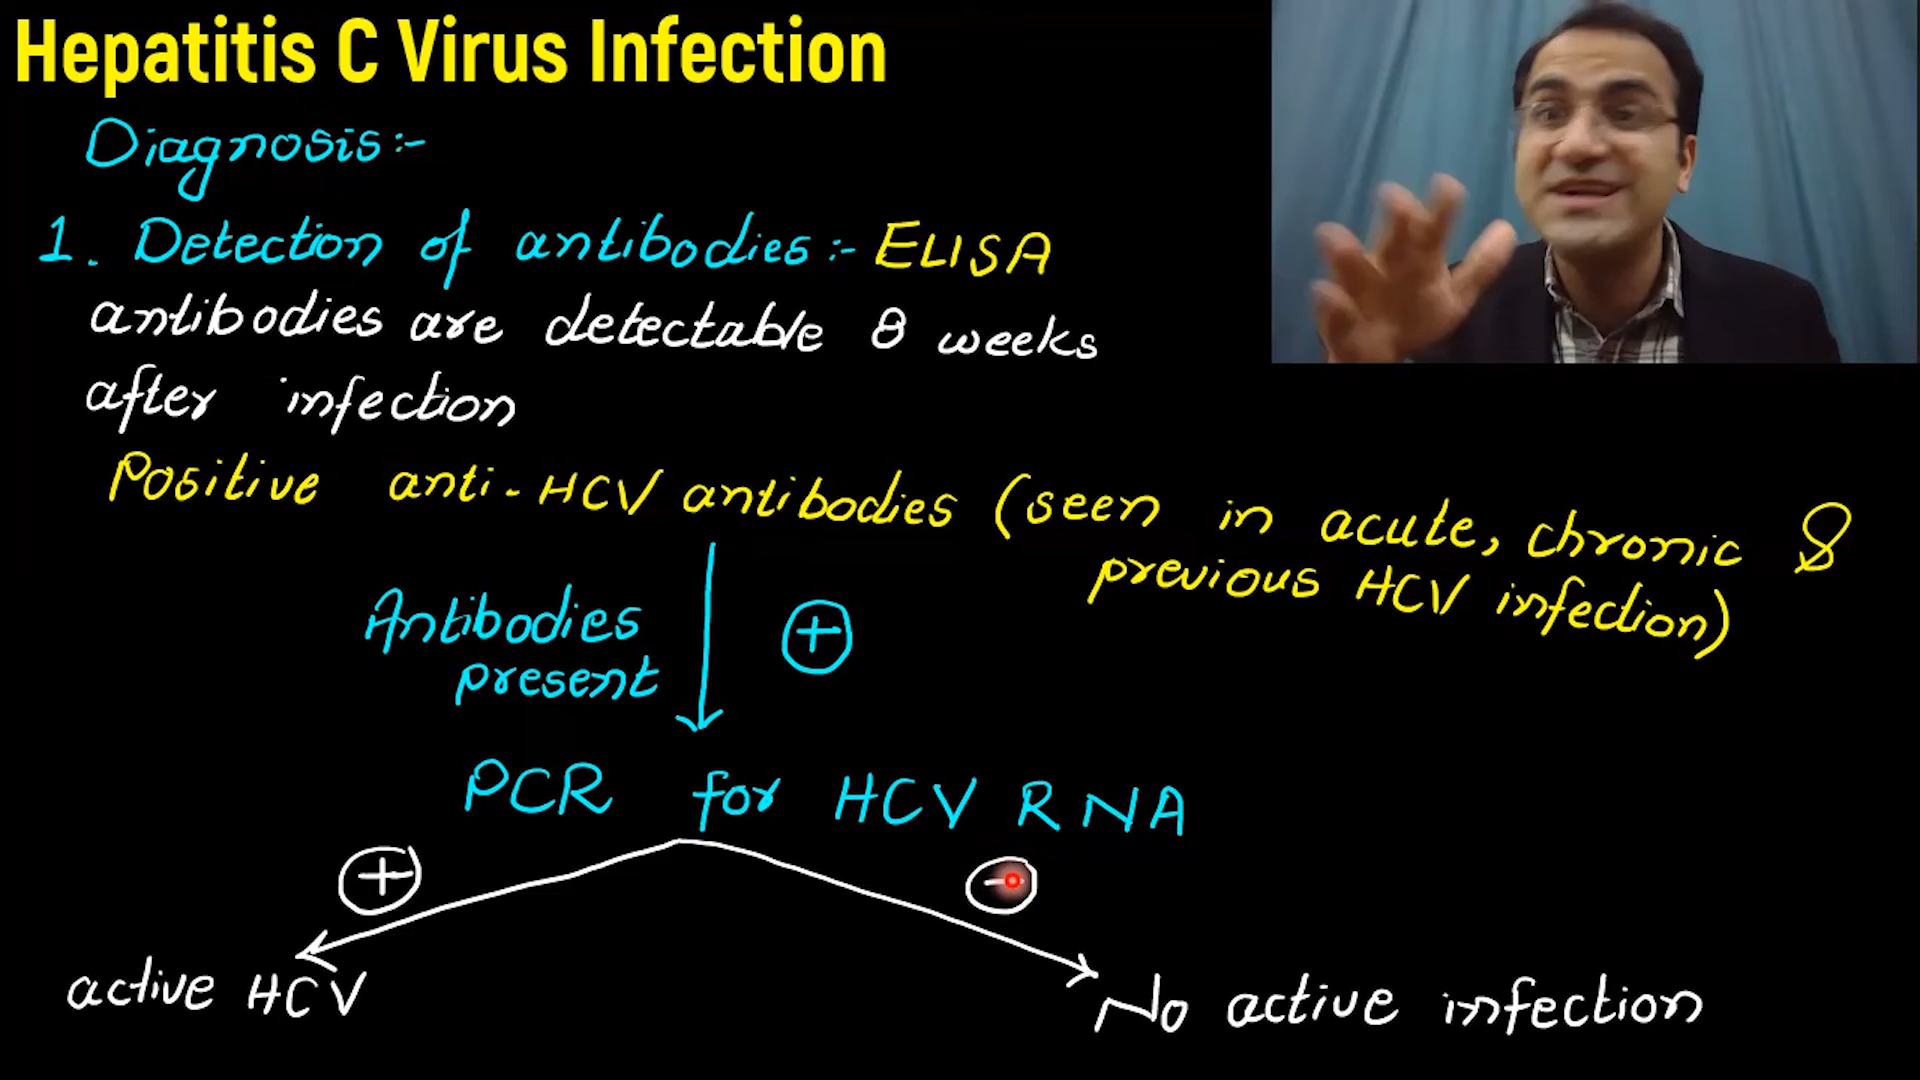 Hepatitis C Virus Infection
Diagnosis:-
1. Detection of antibodies:- ELISA
antibodies are detectable 8 weeks
after infection
Positive anti-HCV antibodies (seen in acute, chronic &
previous HCV infection)
Antibodies
present
+
PCR for HCV RNA
+
-
active HCV
No active infection